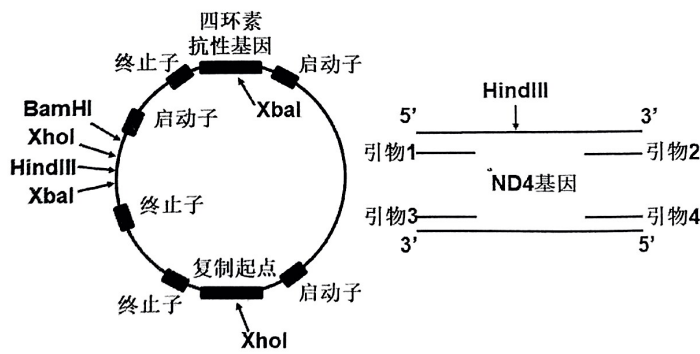 四环素
抗性基因
终止子
启动子
XbaI
BamHI
启动子
XhoI
HindIII
XbaI
终止子
复制起点
终止子
启动子
XhoI
HindIII
5’
3’
引物1
引物2
ND4基因
引物3
引物4
3’
5’